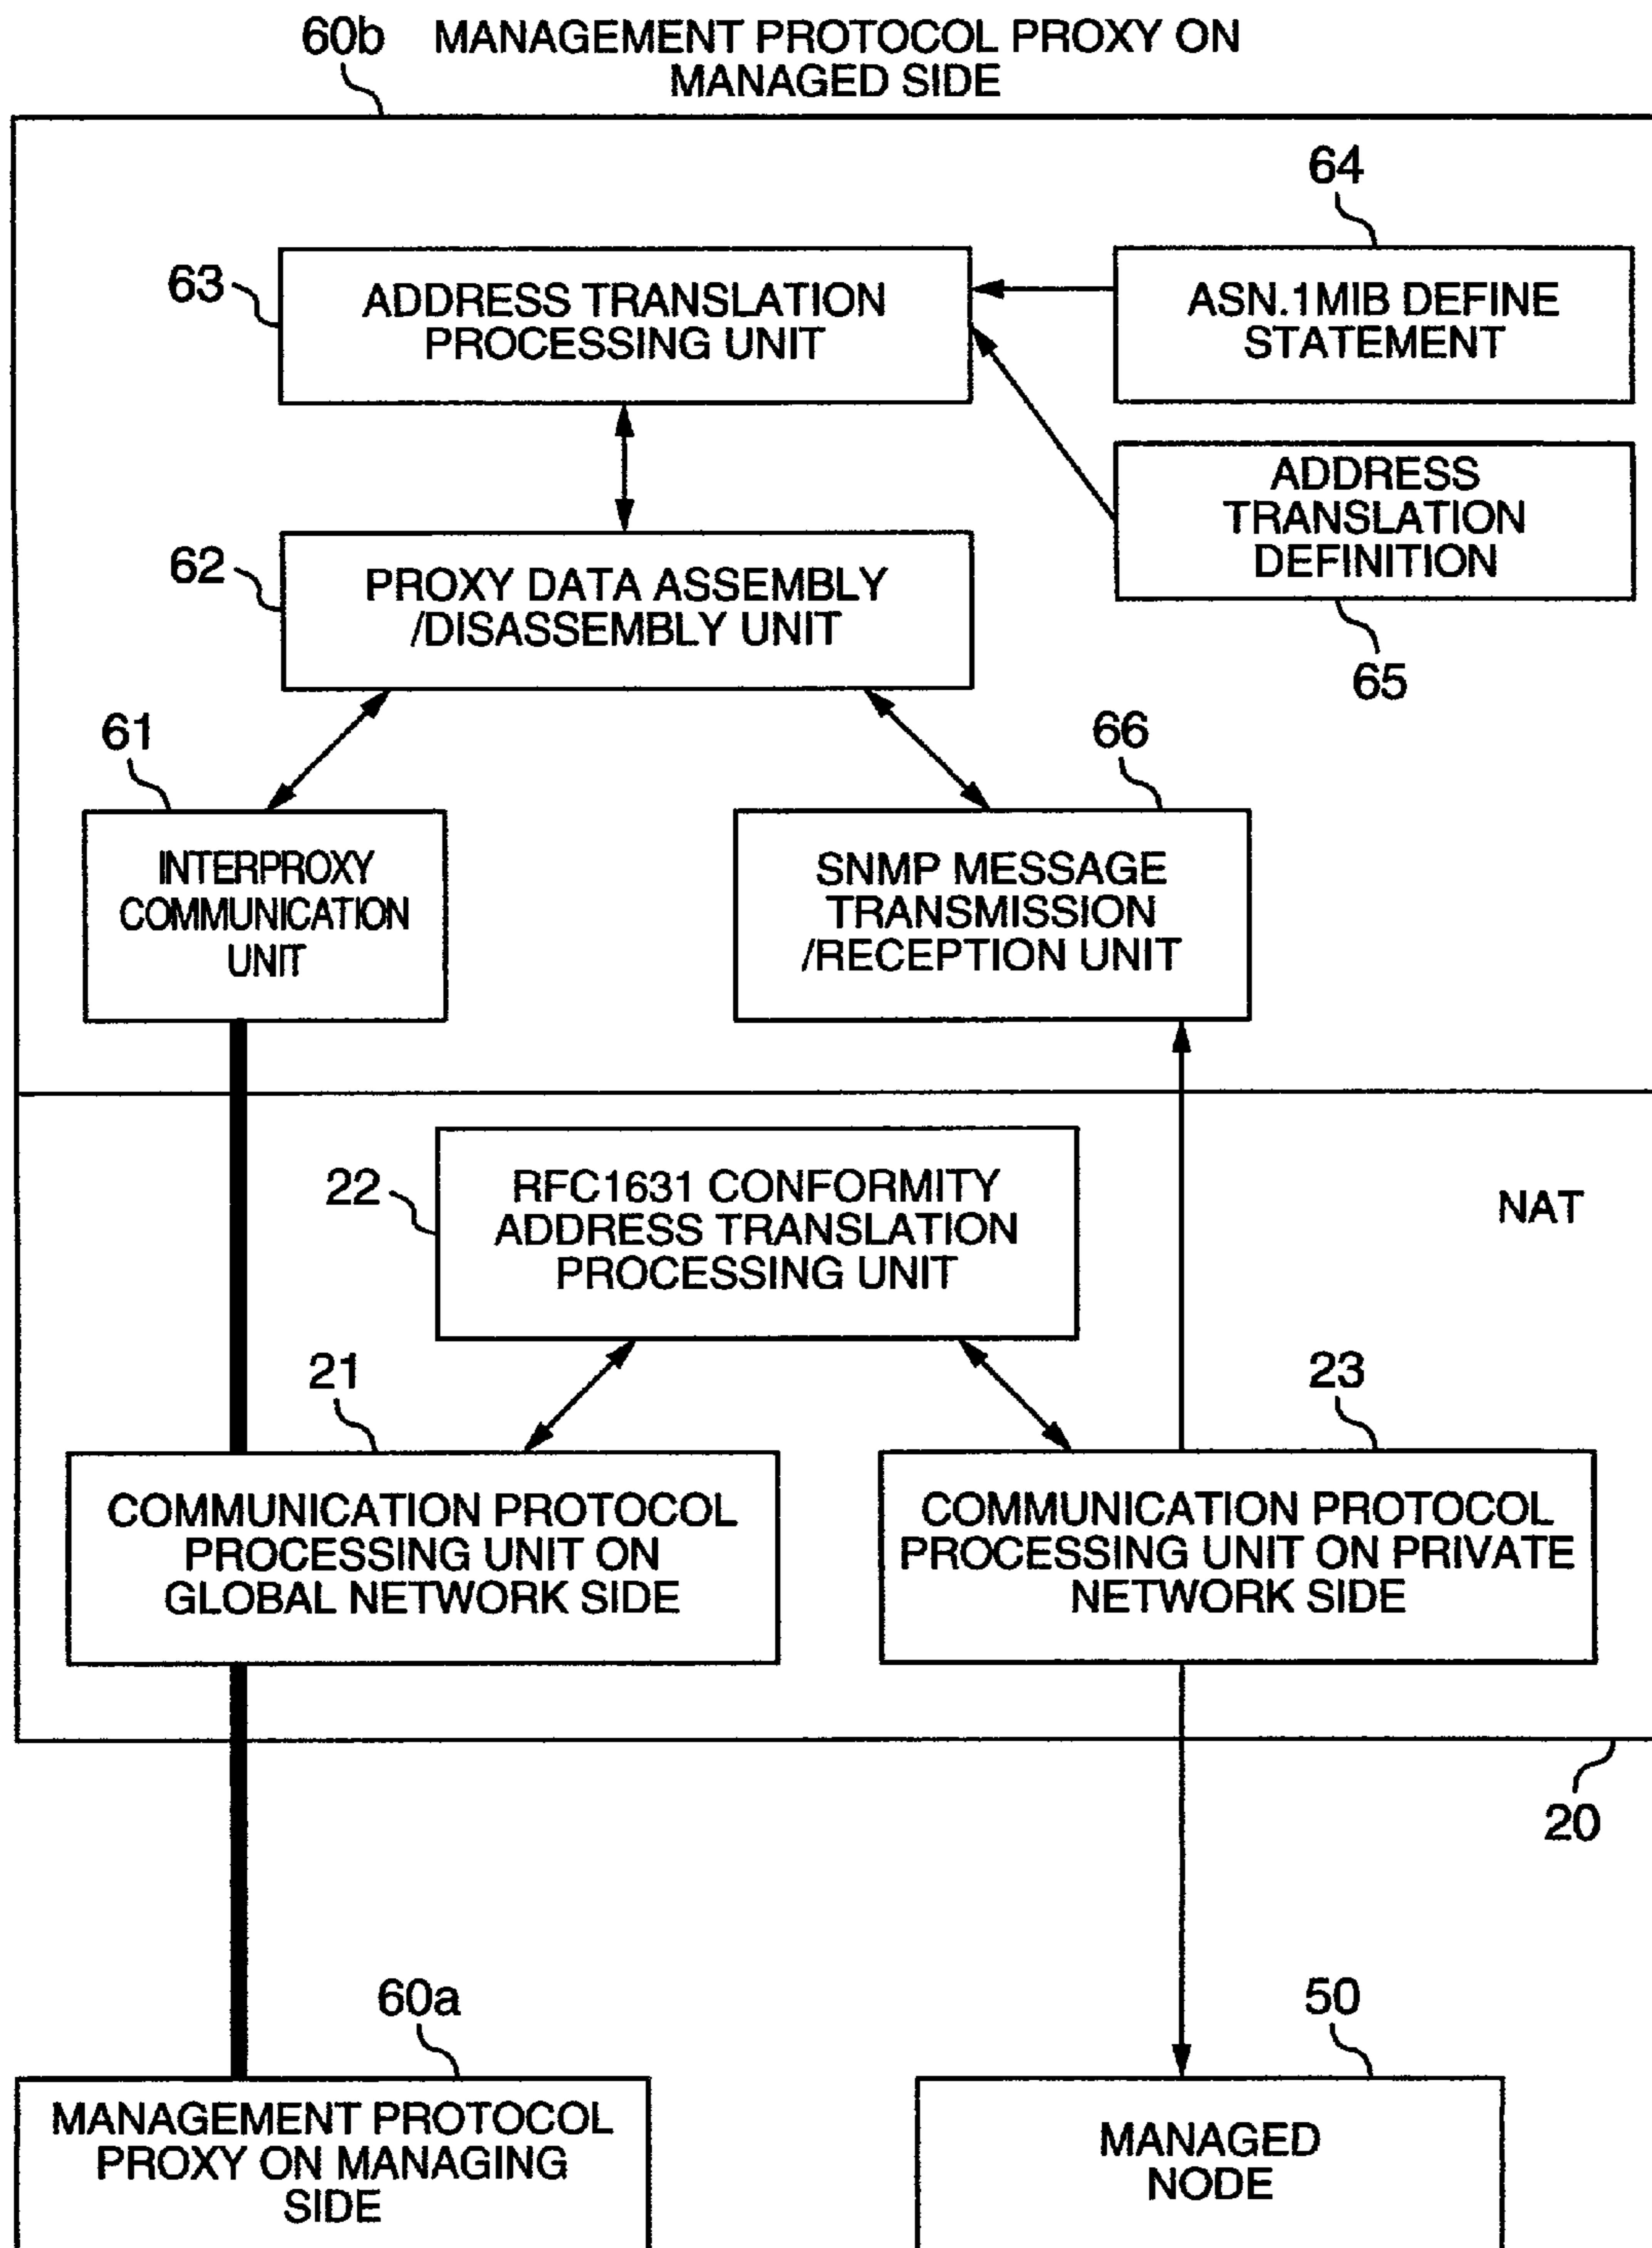 60b MANAGEMENT PROTOCOL PROXY ON
MANAGED SIDE
64
63
ADDRESS TRANSLATION
PROCESSING UNIT
ASN.1MIB DEFINE
STATEMENT
62
PROXY DATA ASSEMBLY
/DISASSEMBLY UNIT
ADDRESS
TRANSLATION
DEFINITION
65
61
66
INTERPROXY
COMMUNICATION
UNIT
SNMP MESSAGE
TRANSMISSION
/RECEPTION UNIT
22
RFC1631 CONFORMITY
ADDRESS TRANSLATION
PROCESSING UNIT
NAT
21
23
COMMUNICATION PROTOCOL
PROCESSING UNIT ON
GLOBAL NETWORK SIDE
COMMUNICATION PROTOCOL
PROCESSING UNIT ON PRIVATE
NETWORK SIDE
20
60a
50
MANAGEMENT PROTOCOL
PROXY ON MANAGING
SIDE
MANAGED
NODE